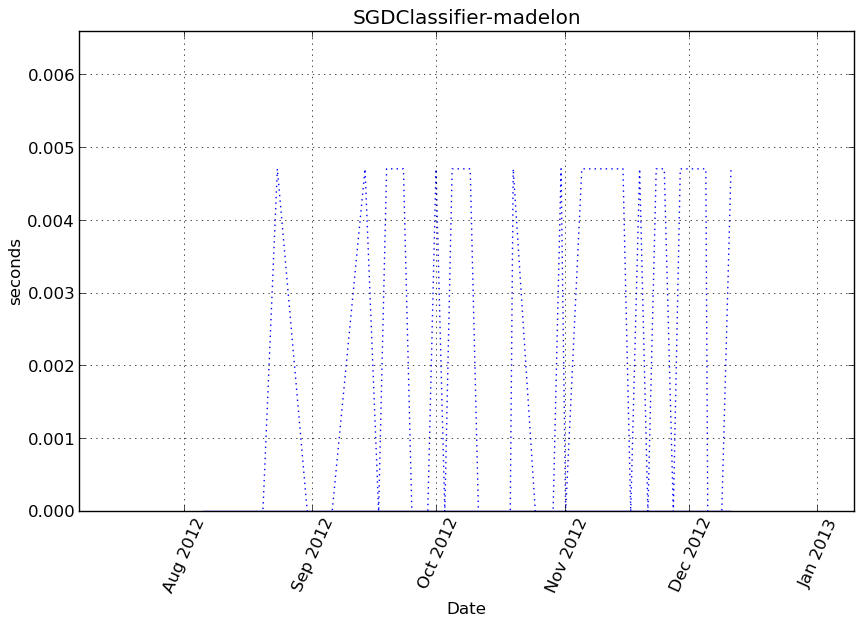 SGDClassifier-madelon
0.006
0.005
0.004
0.003
0.002
0.001
0.000
seconds
Aug 2012
Sep 2012
Oct 2012
Nov 2012
Dec 2012
Jan 2013
Date